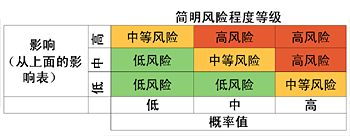 简明风险程度等级
影响
（从上面的影
响表）
高 中等风险 高风险 高风险
中 低风险 中等风险 高风险
低 低风险 低风险 中等风险
低 中 高
概率值